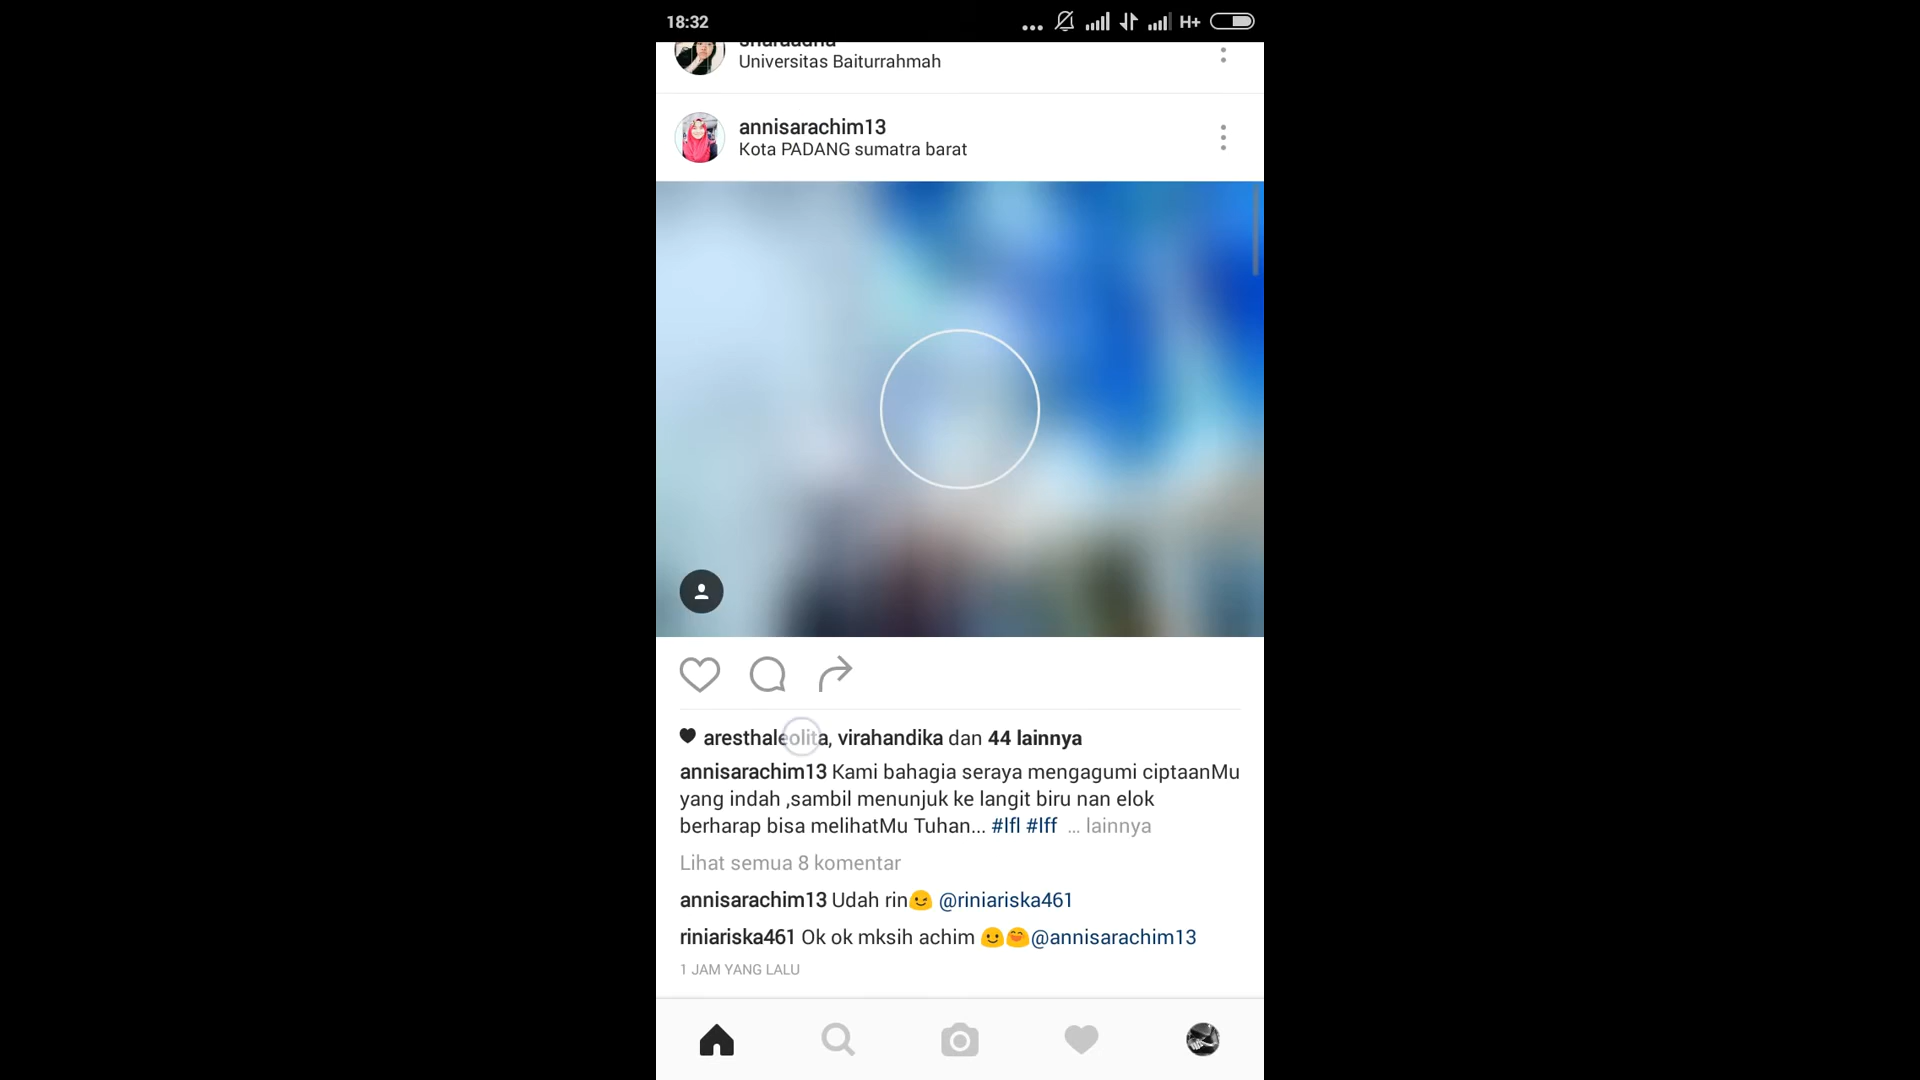 18:32 ... H+
Universitas Baiturrahmah
annisarachim13
Kota PADANG sumatra barat
aresthaleolita, virahandika dan 44 lainnya
annisarachim13 Kami bahagia seraya mengagumi ciptaanMu
yang indah ,sambil menunjuk ke langit biru nan elok
berharap bisa melihatMu Tuhan... #lfl #lff ... lainnya
Lihat semua 8 komentar
annisarachim13 Udah rin😉 @riniariska461
riniariska461 Ok ok mksih achim 🙂😄@annisarachim13
1 JAM YANG LALU